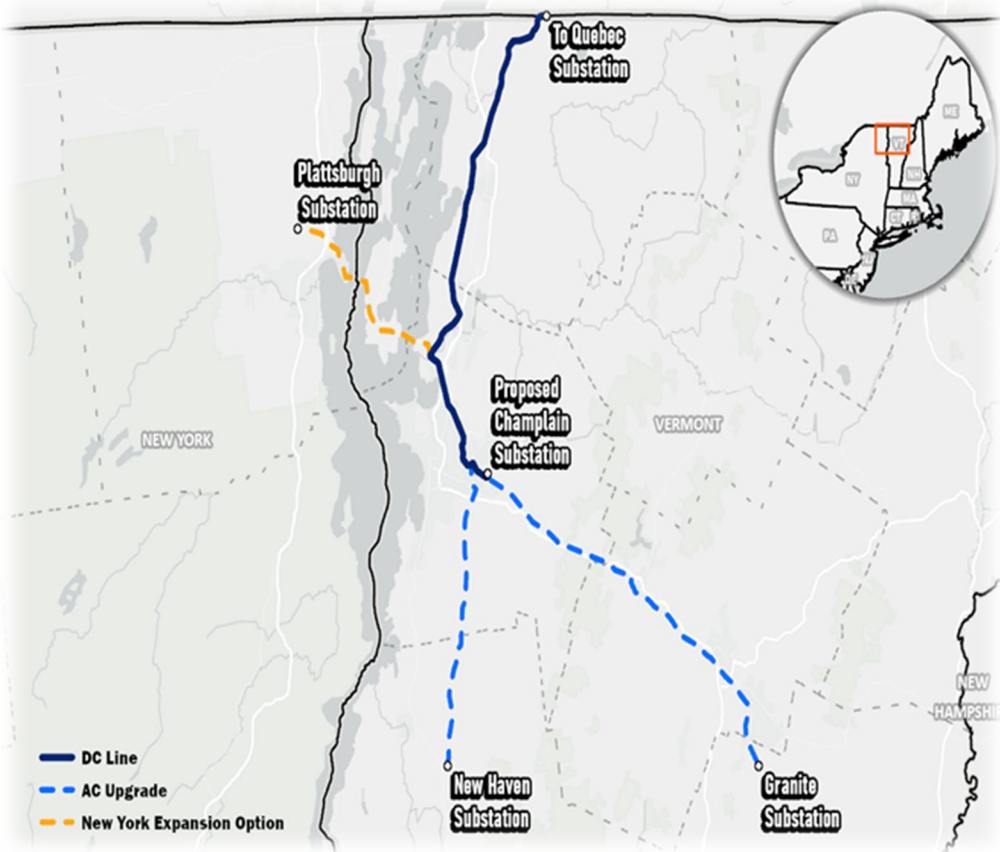 To Quebec
Substation
Plattsburgh
Substation
ME
VT
NH
NY
MA
CT
PA
Proposed
Champlain
Substation
NEW YORK
VERMONT
NEW
HAMPSHI
DC Line
AC Upgrade
New York Expansion Option
New Haven
Substation
Granite
Substation